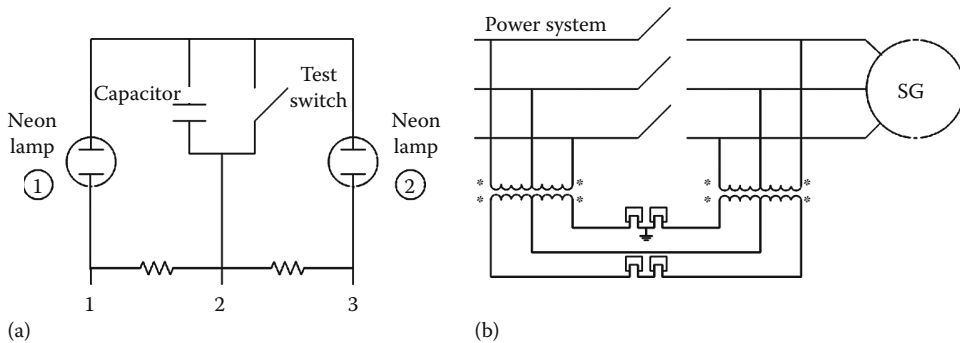 Capacitor
Test
switch
Neon
lamp
1
Neon
lamp
2
1
2
3
(a)
Power system
SG
*
*
*
*
*
*
*
*
(b)